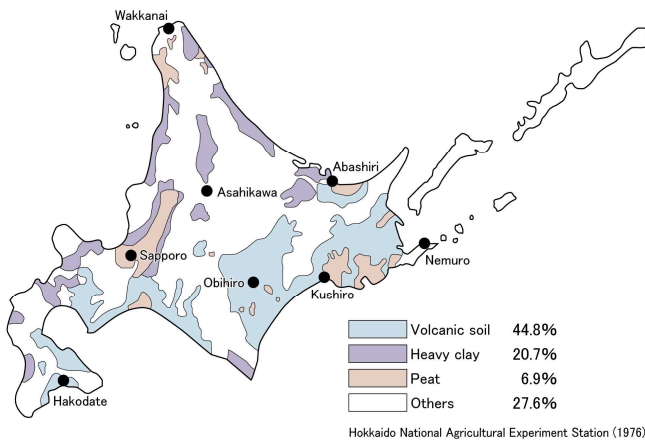 Wakkanai
Abashiri
Asahikawa
Sapporo
Nemuro
Obihiro
Kushiro
Hakodate
Volcanic soil 44.8%
Heavy clay 20.7%
Peat 6.9%
Others 27.6%
Hokkaido National Agricultural Experiment Station (1976)